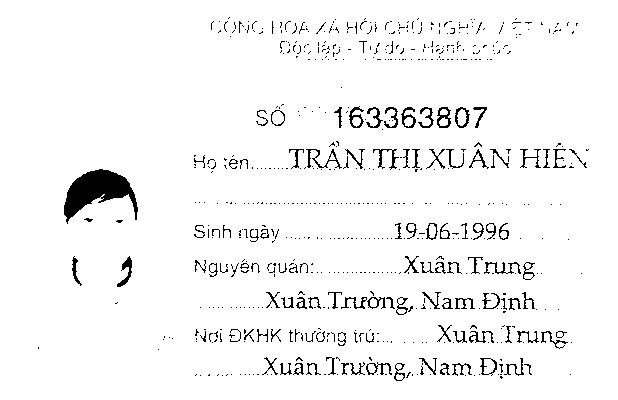 CỘNG HÒA XÃ HỘI CHỦ NGHĨA VIỆT NAM
Độc lập - Tự do - Hạnh phúc
SỐ 163363807
Họ tên TRẦN THỊ XUÂN HIÊN
Sinh ngày 19-06-1996
Nguyên quán: Xuân Trung
Xuân Trường, Nam Định
Nơi ĐKHK thường trú: Xuân Trung
Xuân Trường, Nam Định